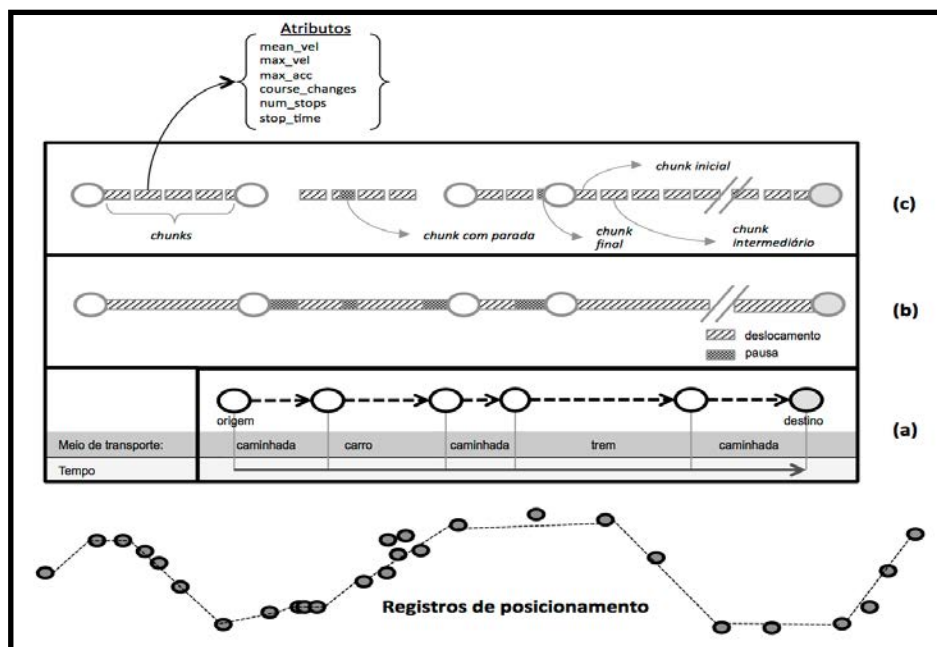 Atributos
mean_vel
max_vel
max_acc
course_changes
num_stops
stop_time
chunk inicial
(c)
chunks
chunk com parada
chunk
final
chunk
intermediário
(b)
deslocamento
pausa
origem
destino
(a)
Meio de transporte: caminhada carro caminhada trem caminhada
Tempo
Registros de posicionamento